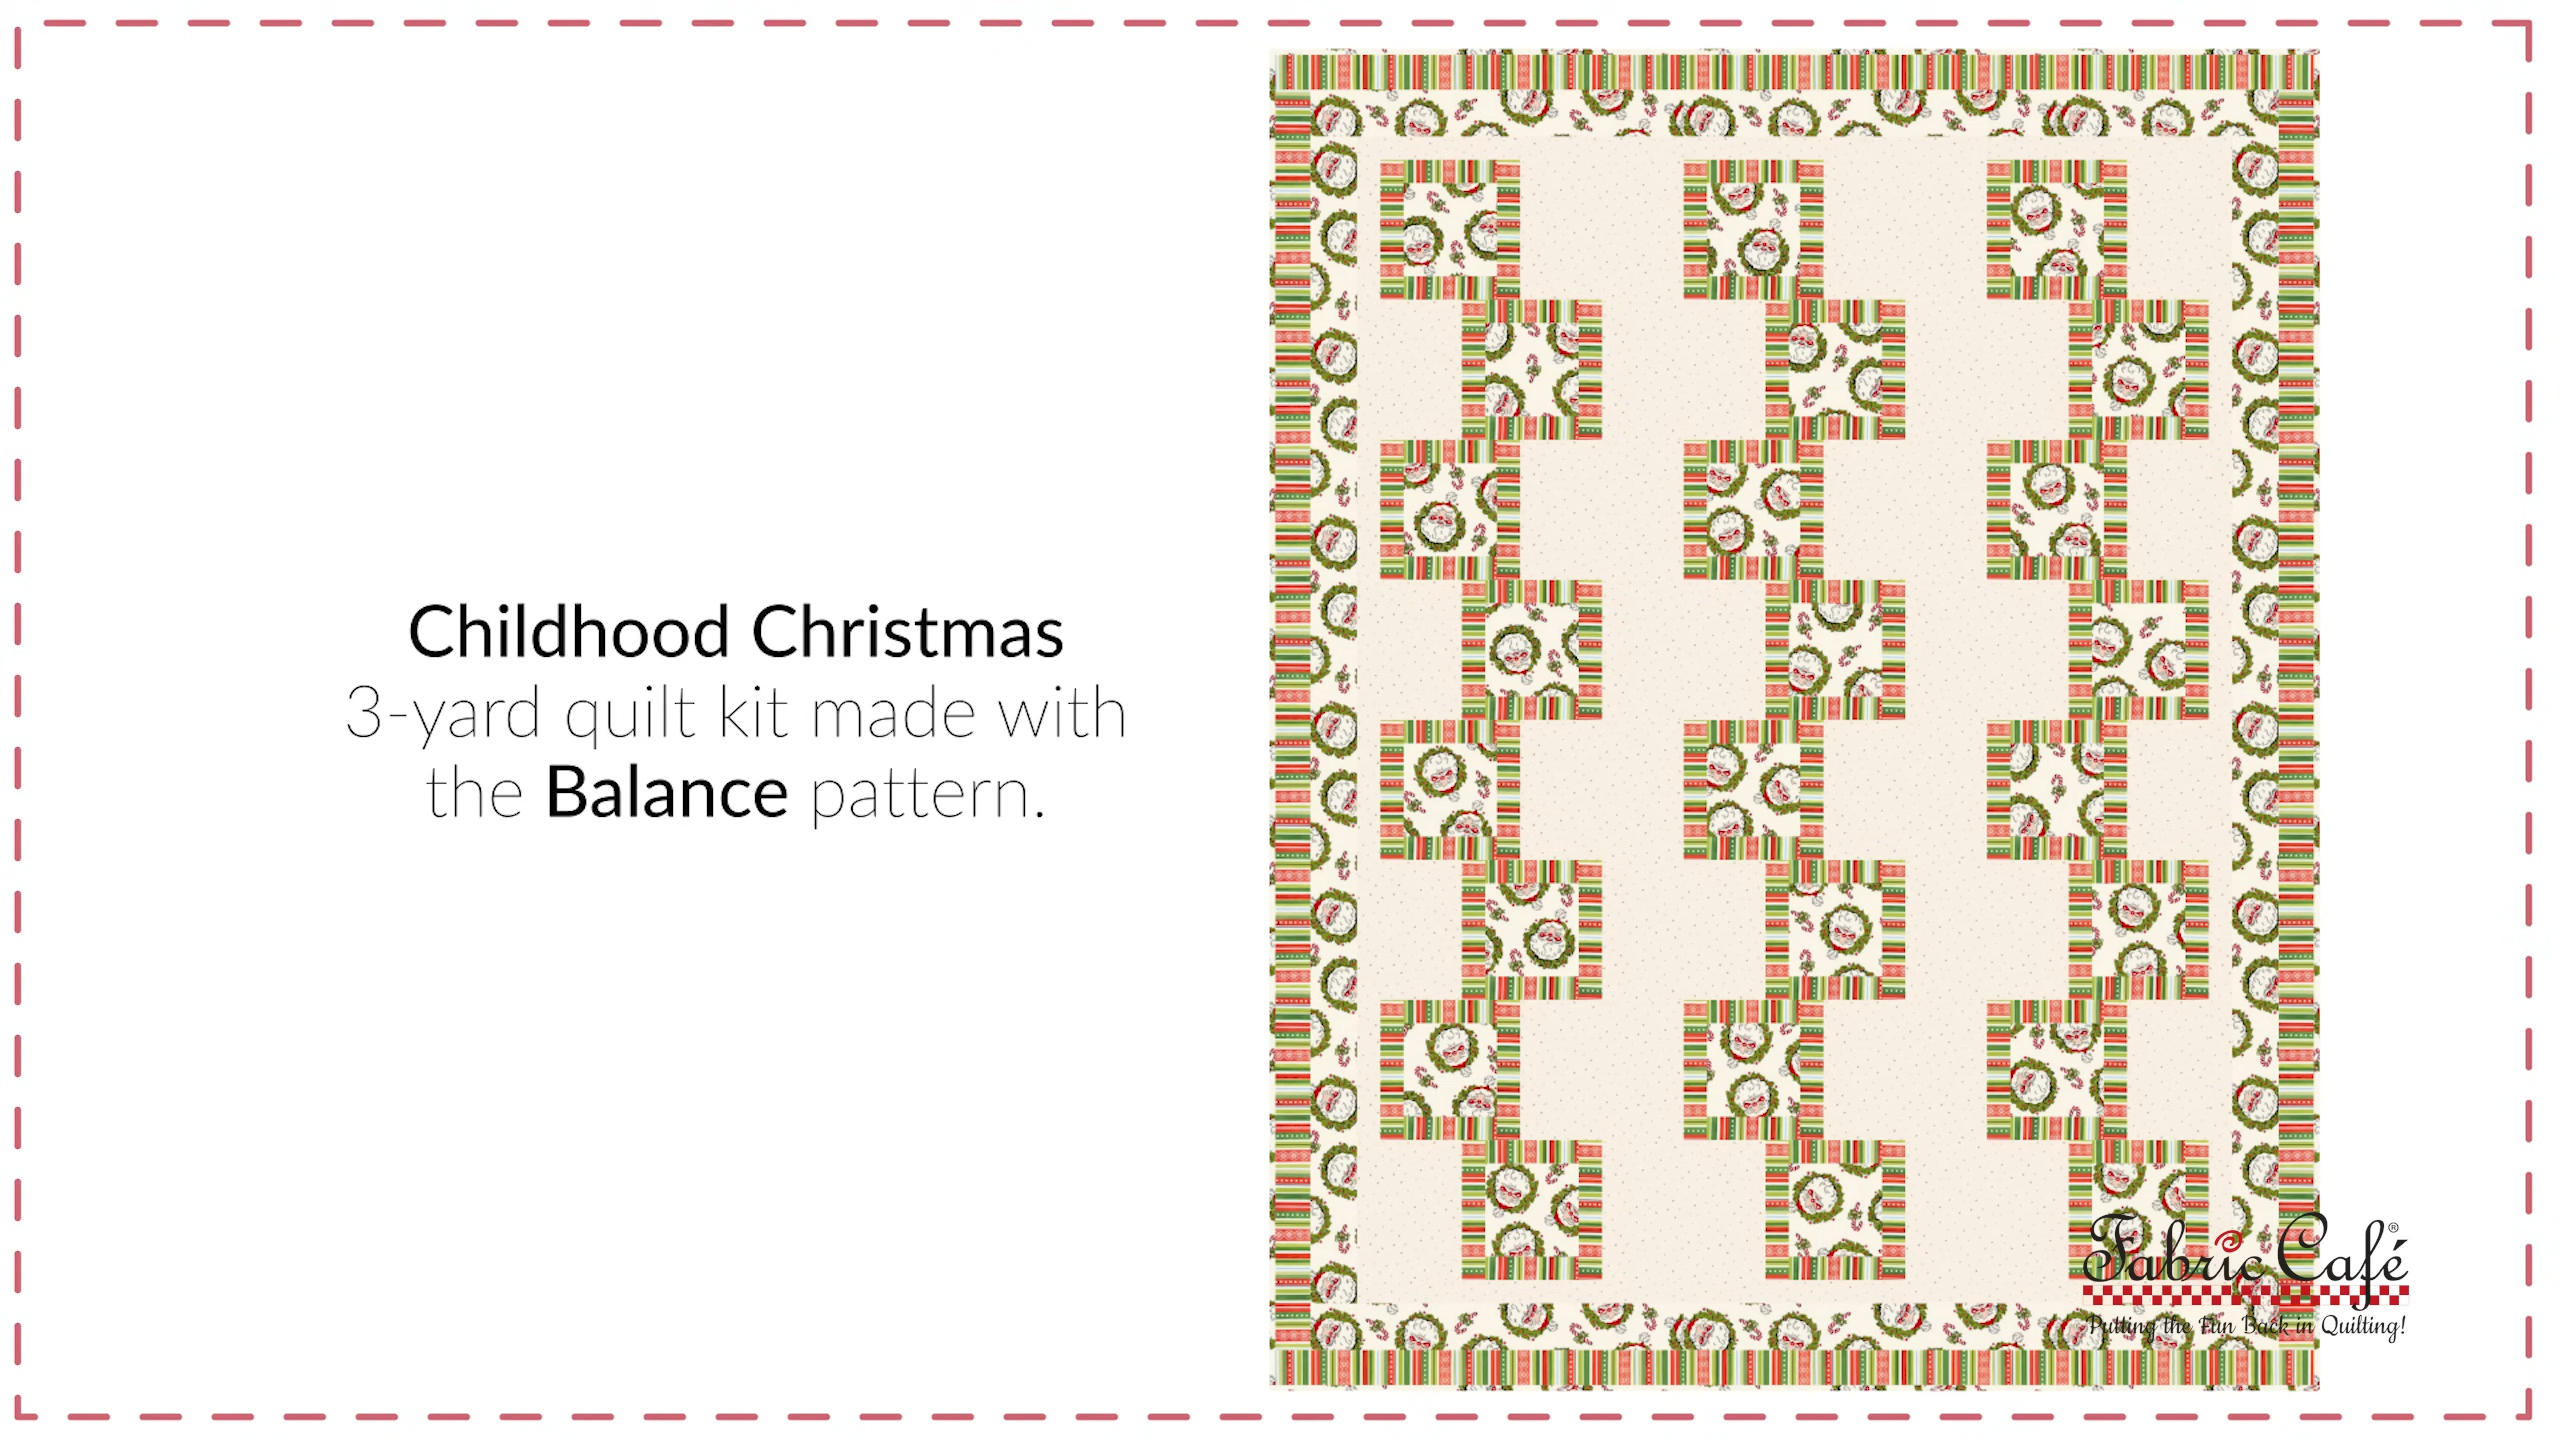 Childhood Christmas
3-yard quilt kit made with
the Balance pattern.
Fabric Café®
Putting the Fun Back in Quilting!